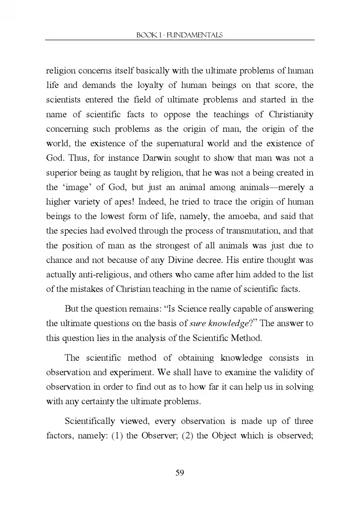 BOOK I · FUNDAMENTALS
religion concerns itself basically with the ultimate problems of human
life and demands the loyalty of human beings on that score, the
scientists entered the field of ultimate problems and started in the
name of scientific facts to oppose the teachings of Christianity
concerning such problems as the origin of man, the origin of the
world, the existence of the supernatural world and the existence of
God. Thus, for instance Darwin sought to show that man was not a
superior being as taught by religion, that he was not a being created in
the ‘image’ of God, but just an animal among animals—merely a
higher variety of apes! Indeed, he tried to trace the origin of human
beings to the lowest form of life, namely, the amoeba, and said that
the species had evolved through the process of transmutation, and that
the position of man as the strongest of all animals was just due to
chance and not because of any Divine decree. His entire thought was
actually anti-religious, and others who came after him added to the list
of the mistakes of Christian teaching in the name of scientific facts.
But the question remains: “Is Science really capable of answering
the ultimate questions on the basis of sure knowledge?” The answer to
this question lies in the analysis of the Scientific Method.
The scientific method of obtaining knowledge consists in
observation and experiment. We shall have to examine the validity of
observation in order to find out as to how far it can help us in solving
with any certainty the ultimate problems.
Scientifically viewed, every observation is made up of three
factors, namely: (1) the Observer; (2) the Object which is observed;
59